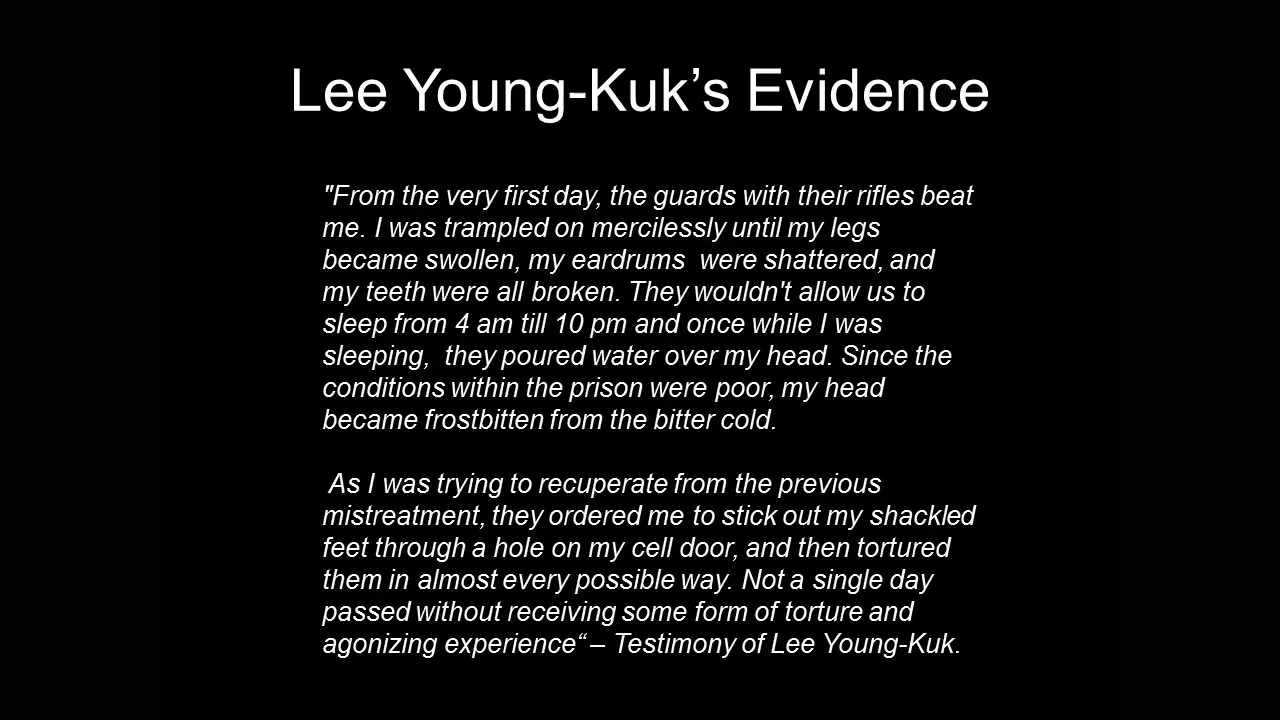 Lee Young-Kuk’s Evidence
"From the very first day, the guards with their rifles beat
me. I was trampled on mercilessly until my legs
became swollen, my eardrums  were shattered, and
my teeth were all broken. They wouldn't allow us to
sleep from 4 am till 10 pm and once while I was
sleeping,  they poured water over my head. Since the
conditions within the prison were poor, my head
became frostbitten from the bitter cold.
As I was trying to recuperate from the previous
mistreatment, they ordered me to stick out my shackled
feet through a hole on my cell door, and then tortured
them in almost every possible way. Not a single day
passed without receiving some form of torture and
agonizing experience“ – Testimony of Lee Young-Kuk.